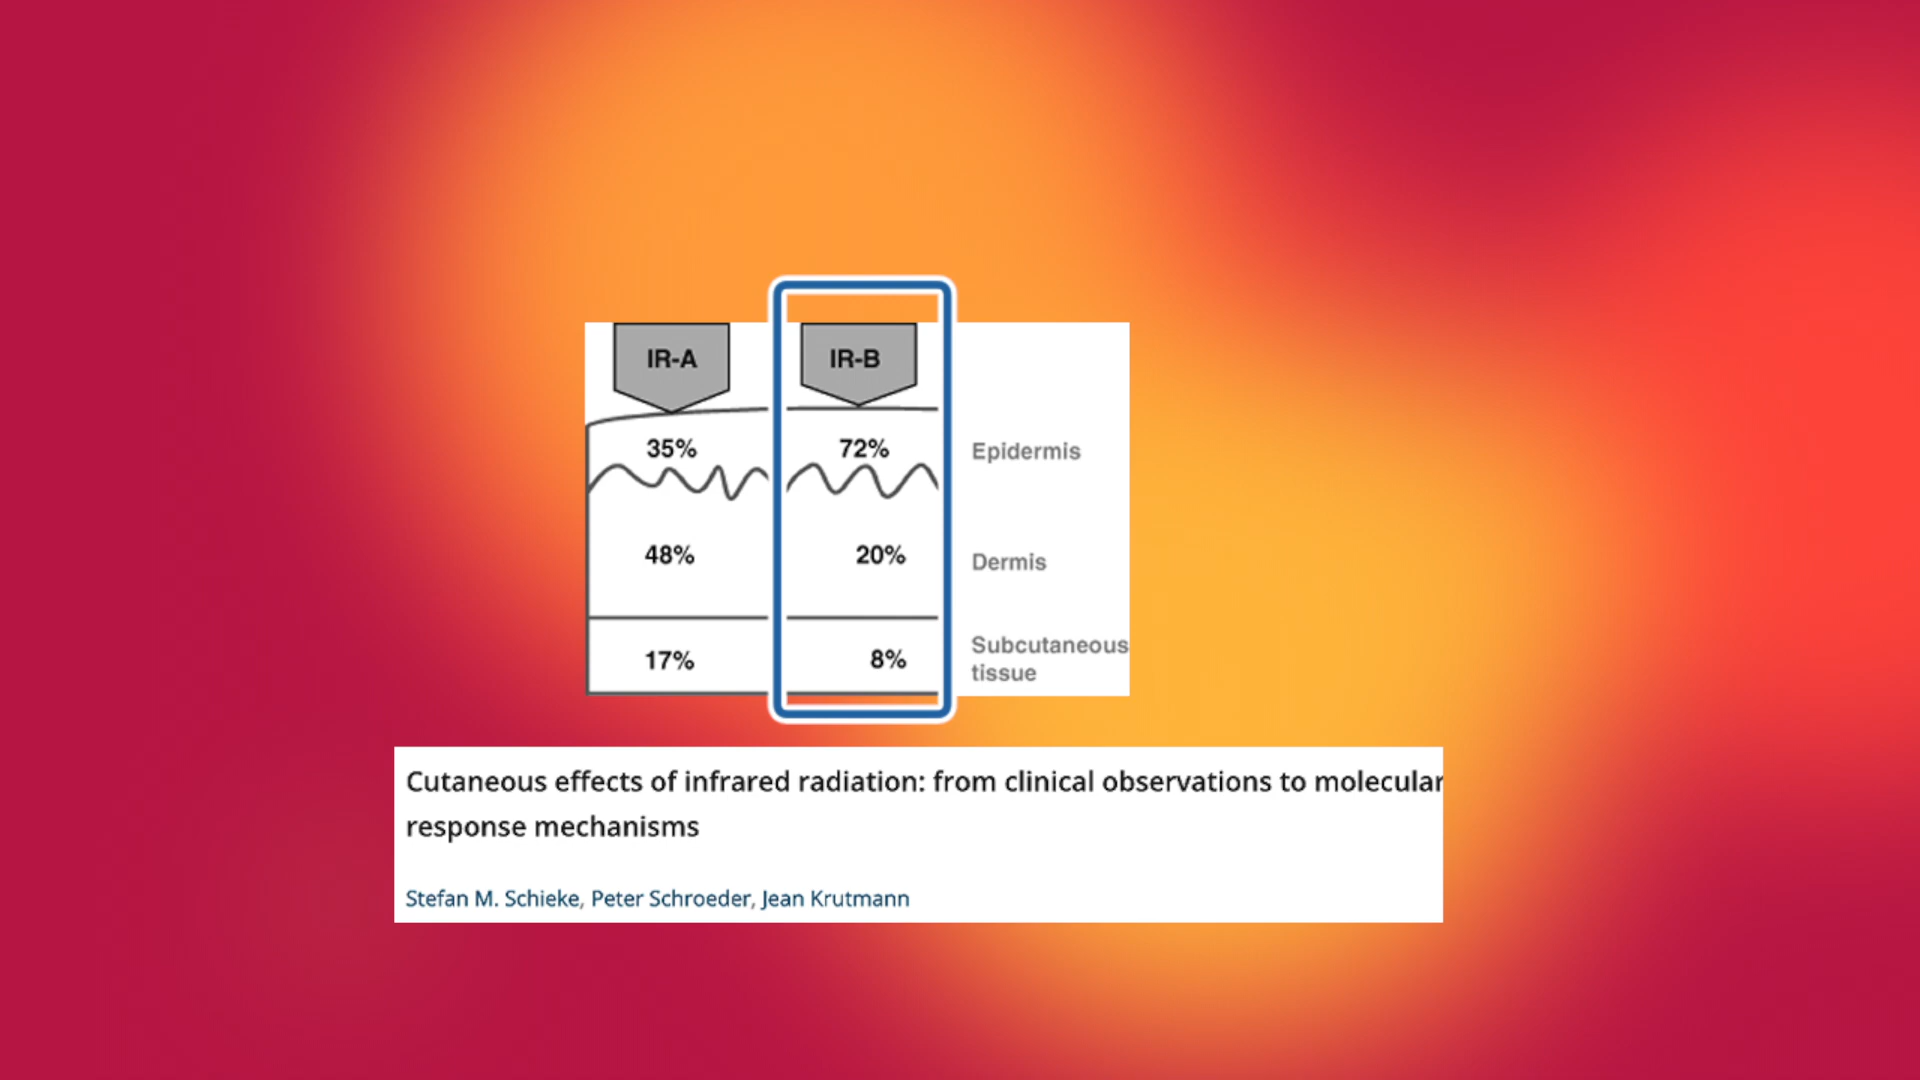 IR-A IR-B
35% 72% Epidermis
48% 20% Dermis
17% 8% Subcutaneous
tissue
Cutaneous effects of infrared radiation: from clinical observations to molecular
response mechanisms
Stefan M. Schieke, Peter Schroeder, Jean Krutmann